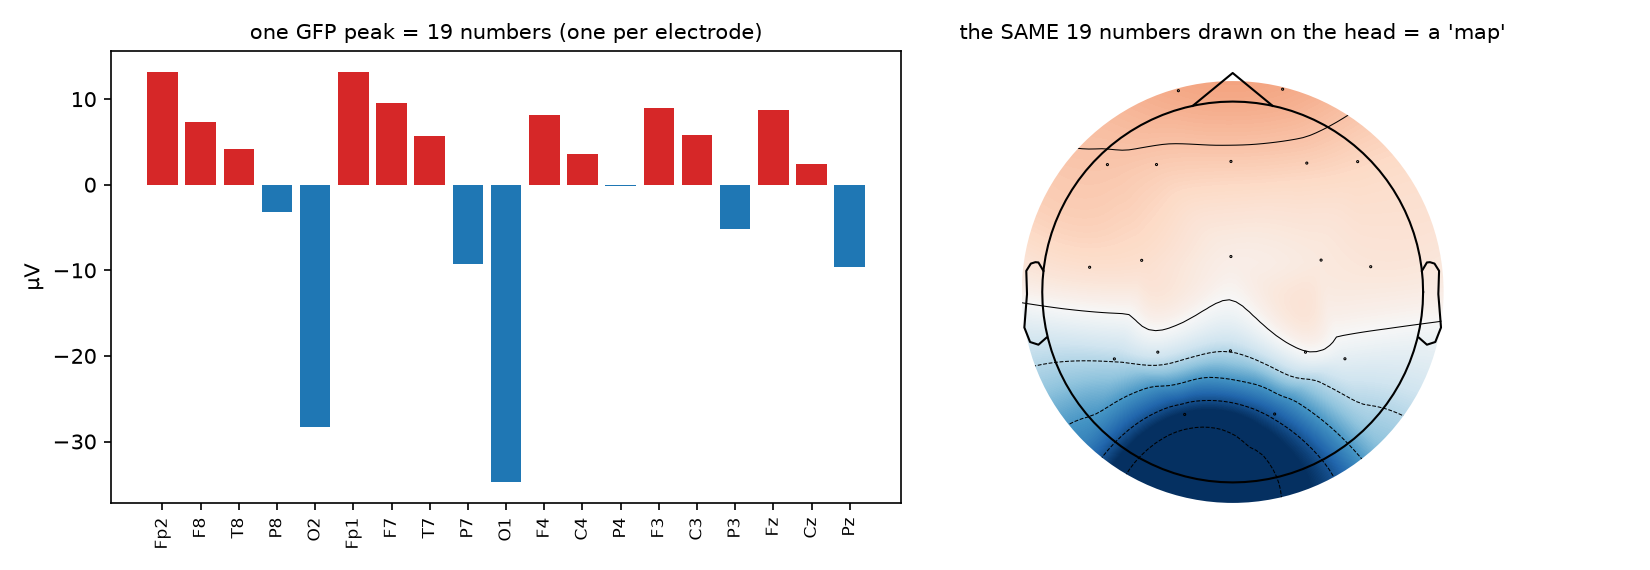 one GFP peak = 19 numbers (one per electrode)
the SAME 19 numbers drawn on the head = a 'map'
µV
10
0
−10
−20
−30
Fp2
F8
T8
P8
O2
Fp1
F7
T7
P7
O1
F4
C4
P4
F3
C3
P3
Fz
Cz
Pz